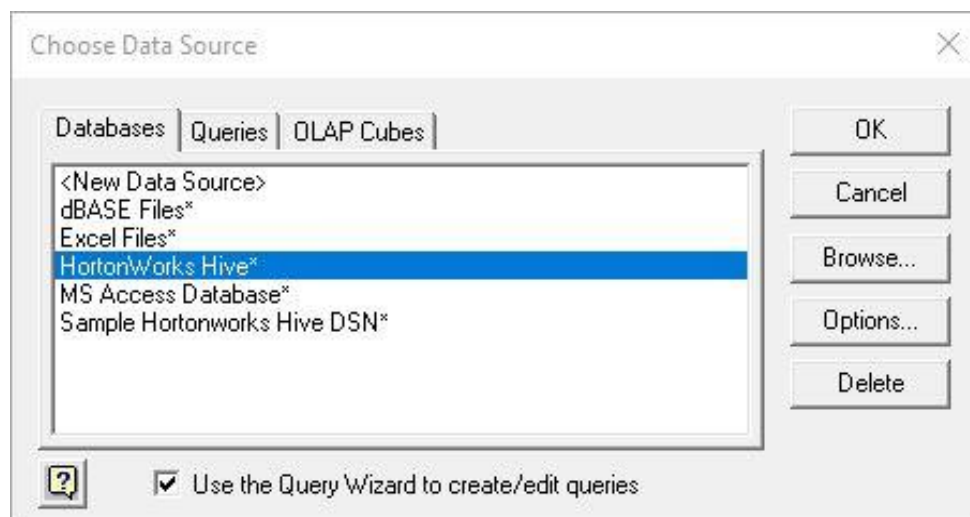 Choose Data Source
Databases Queries OLAP Cubes
<New Data Source>
dBASE Files*
Excel Files*
HortonWorks Hive*
MS Access Database*
Sample Hortonworks Hive DSN*
OK
Cancel
Browse...
Options...
Delete
?
Use the Query Wizard to create/edit queries